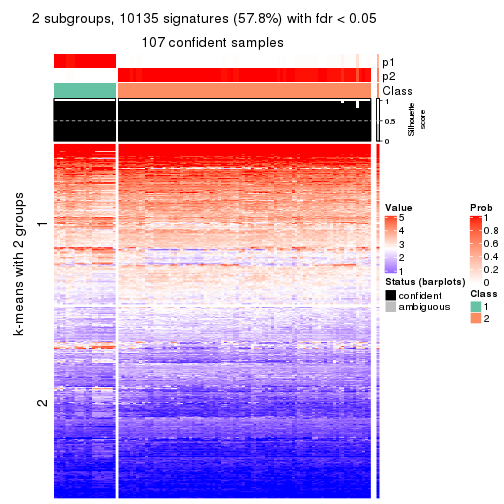 2 subgroups, 10135 signatures (57.8%) with fdr < 0.05
107 confident samples
p1
p2
Class
1
0.5
0
Silhouette
score
k-means with 2 groups
1
2
Value
5
4
3
2
1
Status (barplots)
confident
ambiguous
Prob
1
0.8
0.6
0.4
0.2
0
Class
1
2